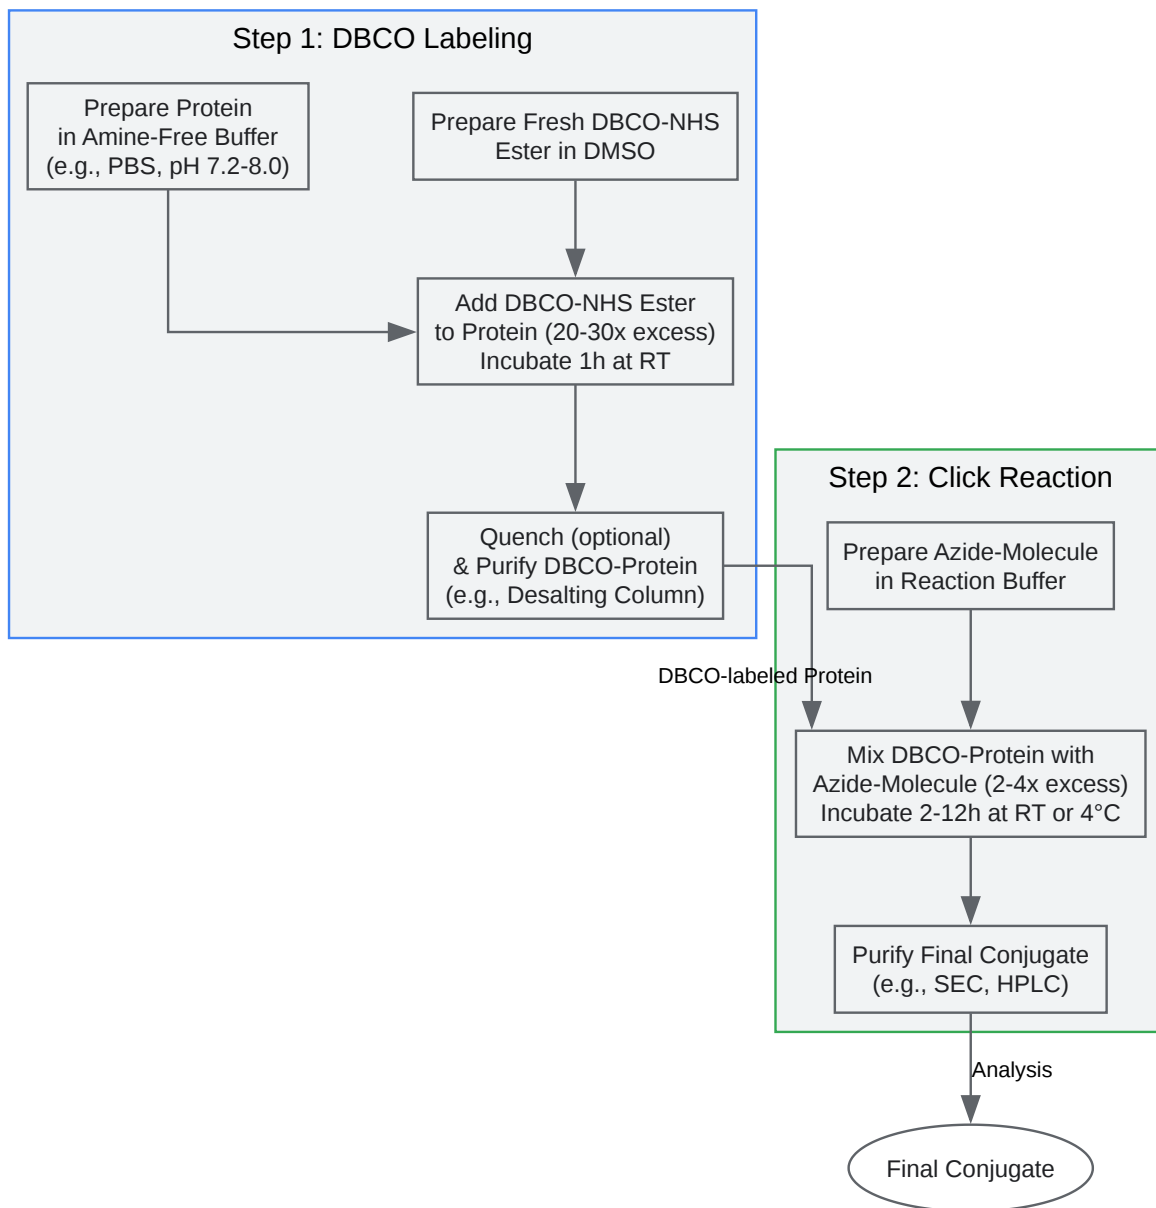 Step 1: DBCO Labeling
Prepare Protein
in Amine-Free Buffer
(e.g., PBS, pH 7.2-8.0)
Prepare Fresh DBCO-NHS
Ester in DMSO
Add DBCO-NHS Ester
to Protein (20-30x excess)
Incubate 1h at RT
Quench (optional)
& Purify DBCO-Protein
(e.g., Desalting Column)
DBCO-labeled Protein
Step 2: Click Reaction
Prepare Azide-Molecule
in Reaction Buffer
Mix DBCO-Protein with
Azide-Molecule (2-4x excess)
Incubate 2-12h at RT or 4°C
Purify Final Conjugate
(e.g., SEC, HPLC)
Analysis
Final Conjugate